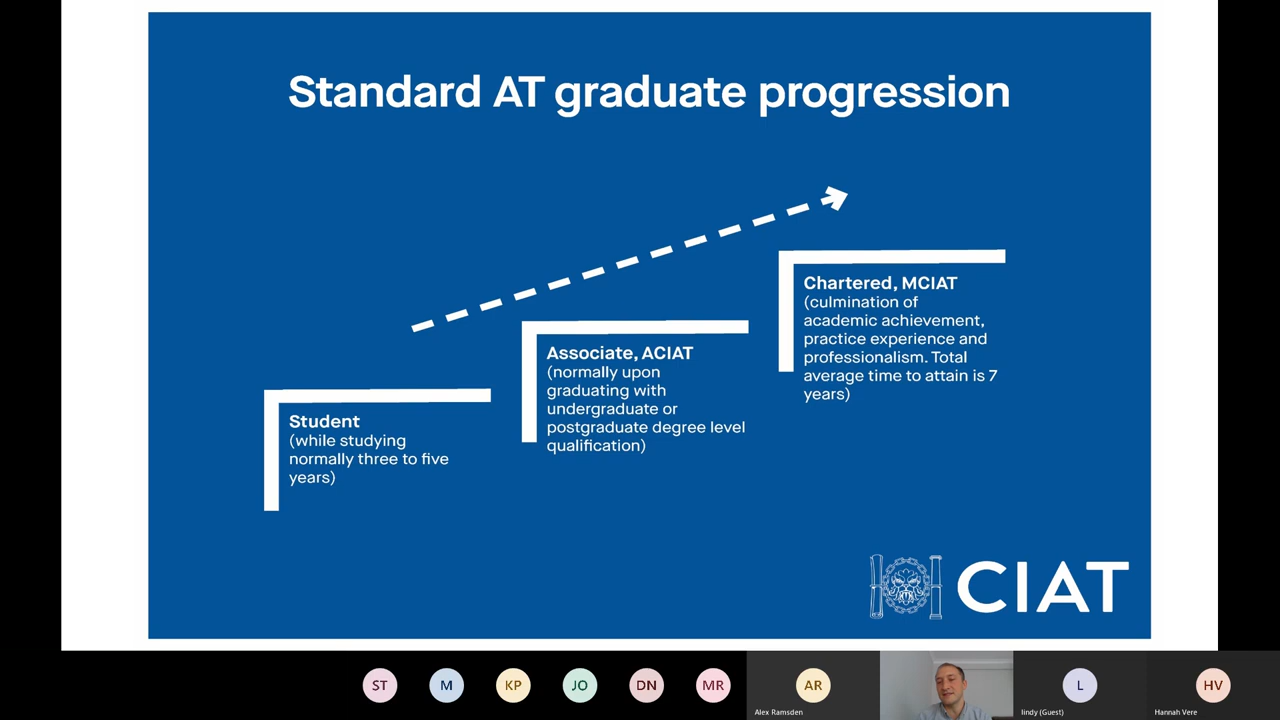 Standard AT graduate progression
Chartered, MCIAT
(culmination of
academic achievement,
practice experience and
professionalism. Total
average time to attain is 7
years)
Associate, ACIAT
(normally upon
graduating with
undergraduate or
postgraduate degree level
qualification)
Student
(while studying
normally three to five
years)
CIAT
ST
M
KP
JO
DN
MR
AR
L
HV
Alex Ramsden
lindy (Guest)
Hannah Vere